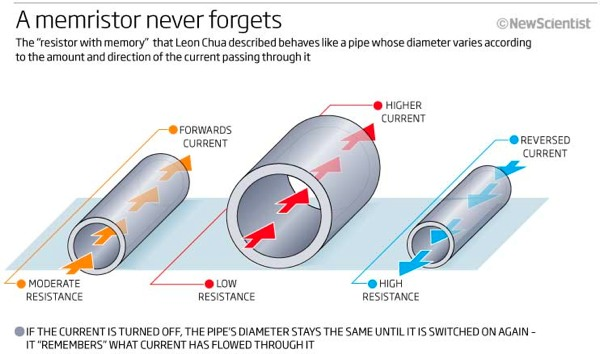 A memristor never forgets
©NewScientist
The "resistor with memory" that Leon Chua described behaves like a pipe whose diameter varies according
to the amount and direction of the current passing through it
FORWARDS
CURRENT
HIGHER
CURRENT
REVERSED
CURRENT
MODERATE
RESISTANCE
LOW
RESISTANCE
HIGH
RESISTANCE
IF THE CURRENT IS TURNED OFF, THE PIPE'S DIAMETER STAYS THE SAME UNTIL IT IS SWITCHED ON AGAIN –
IT "REMEMBERS" WHAT CURRENT HAS FLOWED THROUGH IT